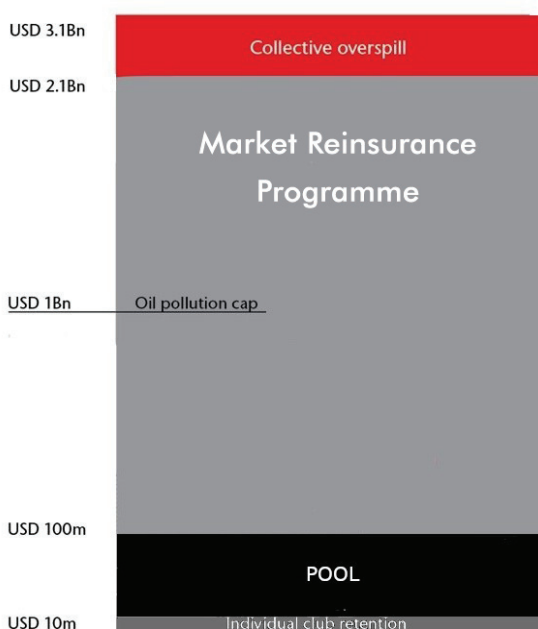 USD 3.1Bn
Collective overspill
USD 2.1Bn
Market Reinsurance
Programme
USD 1Bn Oil pollution cap
USD 100m
POOL
USD 10m Individual club retention